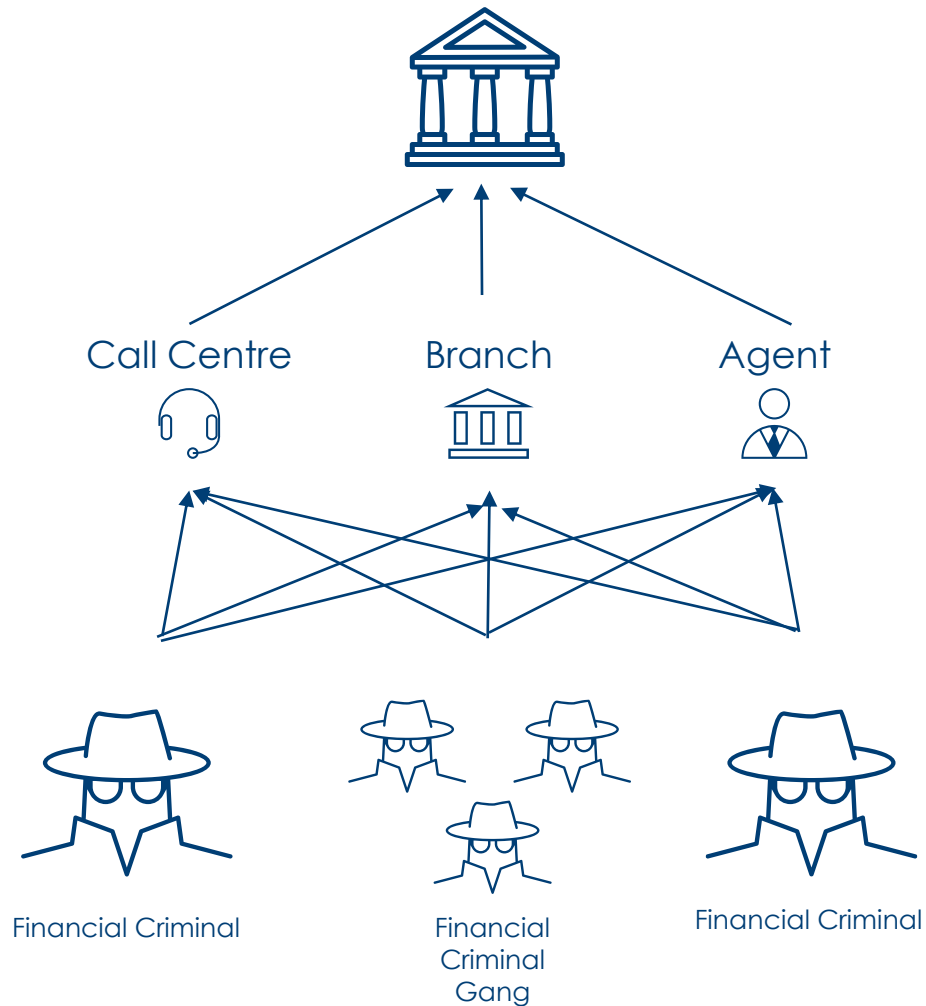 Call Centre
Branch
Agent
Financial Criminal
Financial
Criminal
Gang
Financial Criminal